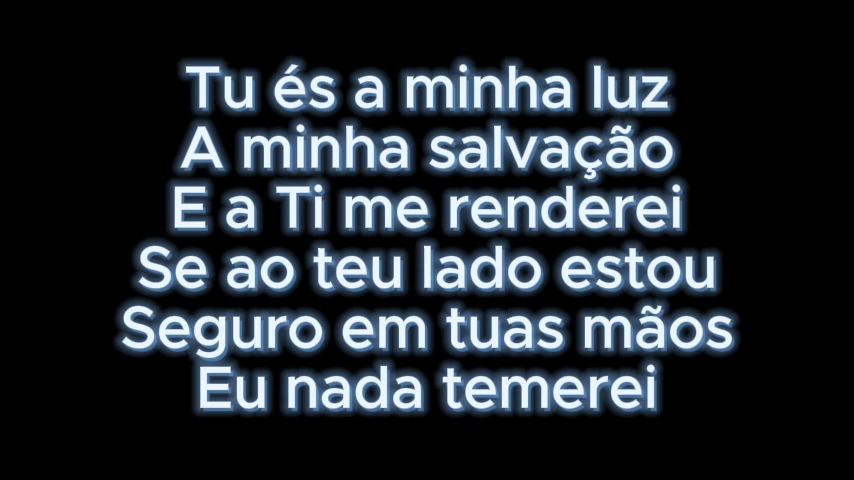 Tu és a minha luz
A minha salvação
E a Ti me renderei
Se ao teu lado estou
Seguro em tuas mãos
Eu nada temerei